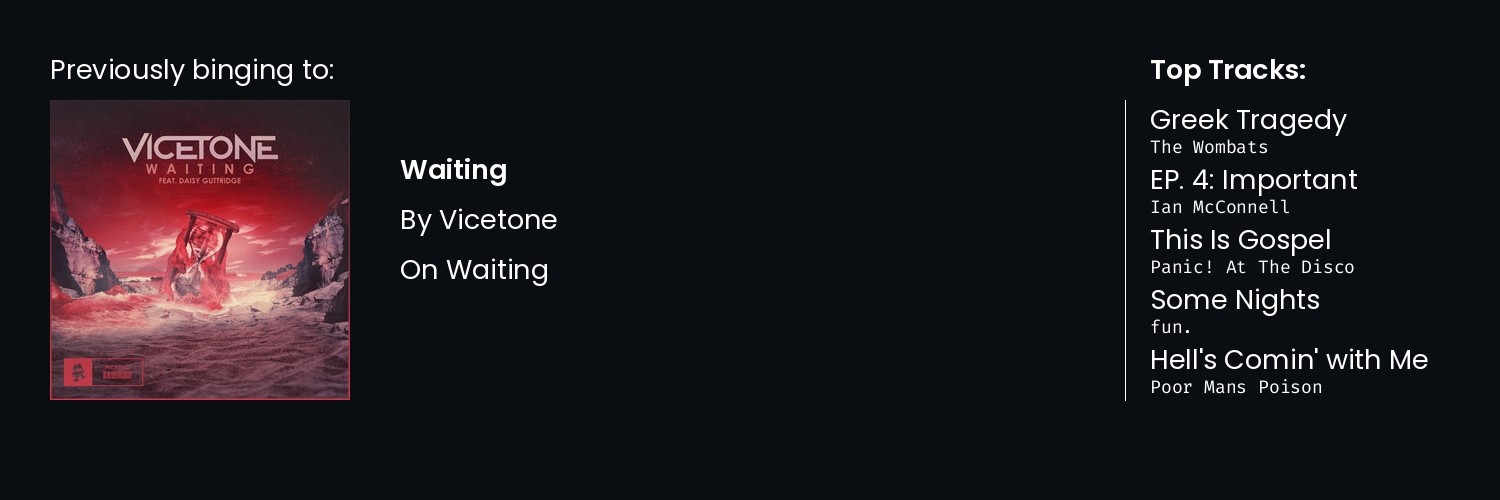 Previously binging to:
VICETONE
WAITING
FEAT. DAISY GUTTRIDGE
Waiting
By Vicetone
On Waiting
Top Tracks:
Greek Tragedy
The Wombats
EP. 4: Important
Ian McConnell
This Is Gospel
Panic! At The Disco
Some Nights
fun.
Hell's Comin' with Me
Poor Mans Poison